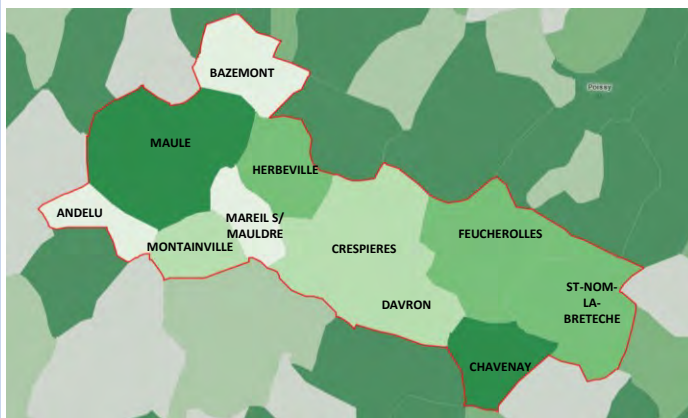 BAZEMONT
Poissy
MAULE
HERBEVILLE
ANDELU
MAREIL S/
MAULDRE
MONTAINVILLE
CRESPIERES
FEUCHEROLLES
ST-NOM-
LA-
BRETECHE
DAVRON
CHAVENAY